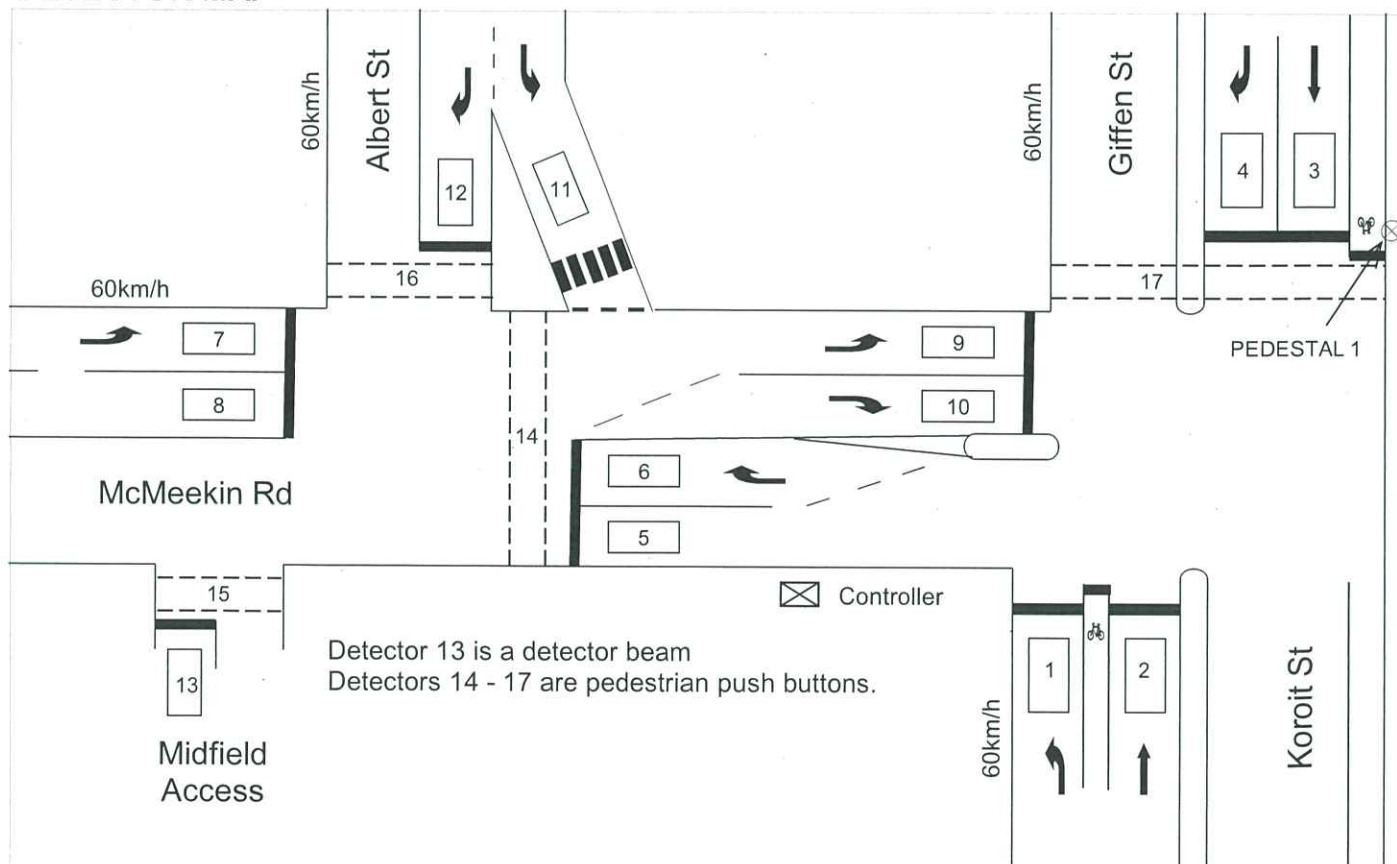 60km/h
Albert St
12
11
60km/h
Giffen St
4
3
16
17
60km/h
PEDESTAL 1
7
8
9
10
14
6
5
McMeekin Rd
15
Controller
Detector 13 is a detector beam
Detectors 14 - 17 are pedestrian push buttons.
13
1
2
60km/h
Koroit St
Midfield
Access